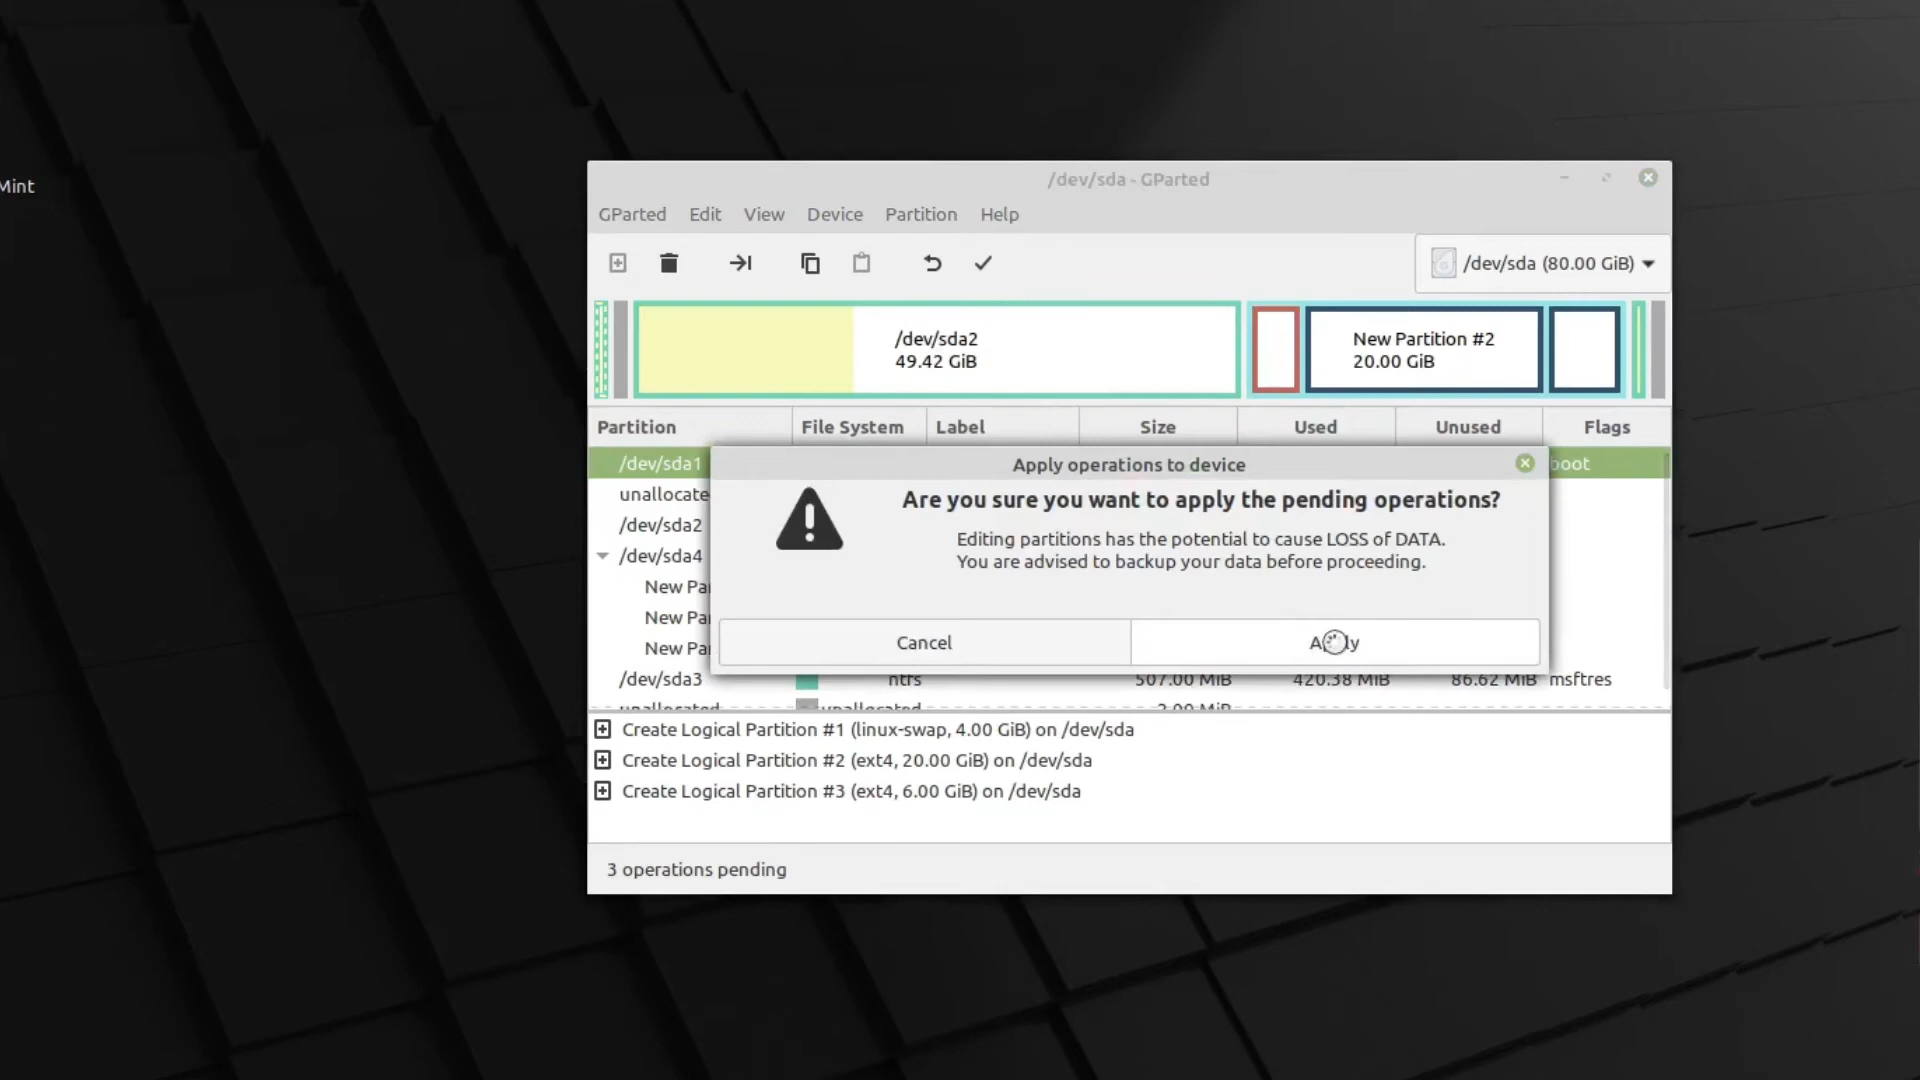 Mint
/dev/sda - GParted
GParted Edit View Device Partition Help
/dev/sda (80.00 GiB)
/dev/sda2
49.42 GiB
New Partition #2
20.00 GiB
Partition File System Label Size Used Unused Flags
/dev/sda1 boot
Apply operations to device
Are you sure you want to apply the pending operations?
Editing partitions has the potential to cause LOSS of DATA.
You are advised to backup your data before proceeding.
Cancel
unallocate
/dev/sda2
/dev/sda4
New Pa
New Pa
New Pa
/dev/sda3 ntfs 507.00 MiB 420.38 MiB 86.62 MiB msftres
unallocated unallocated 2.00 MiB
Create Logical Partition #1 (linux-swap, 4.00 GiB) on /dev/sda
Create Logical Partition #2 (ext4, 20.00 GiB) on /dev/sda
Create Logical Partition #3 (ext4, 6.00 GiB) on /dev/sda
3 operations pending